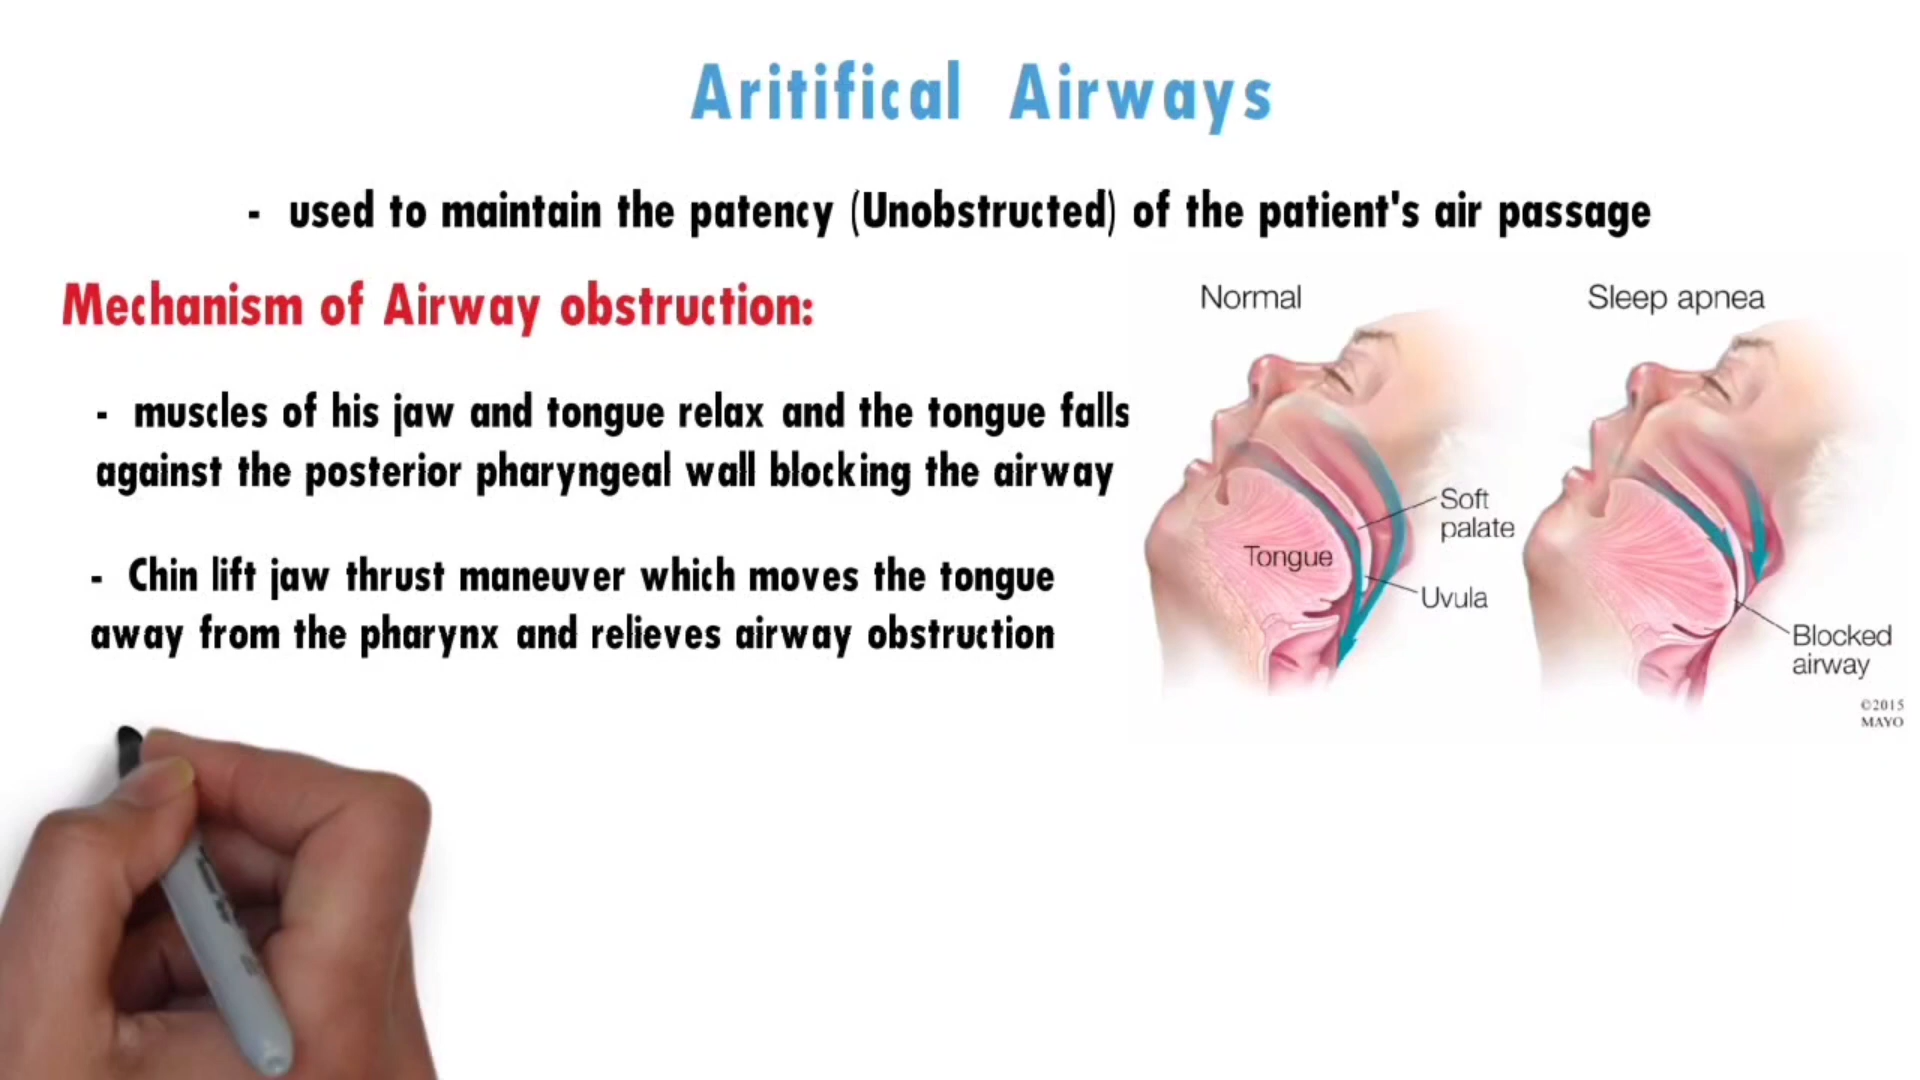 Aritifical Airways
- used to maintain the patency (Unobstructed) of the patient's air passage
Mechanism of Airway obstruction:
- muscles of his jaw and tongue relax and the tongue falls
against the posterior pharyngeal wall blocking the airway
- Chin lift jaw thrust maneuver which moves the tongue
away from the pharynx and relieves airway obstruction
Normal
Tongue
Soft
palate
Uvula
Sleep apnea
Blocked
airway
©2015
MAYO